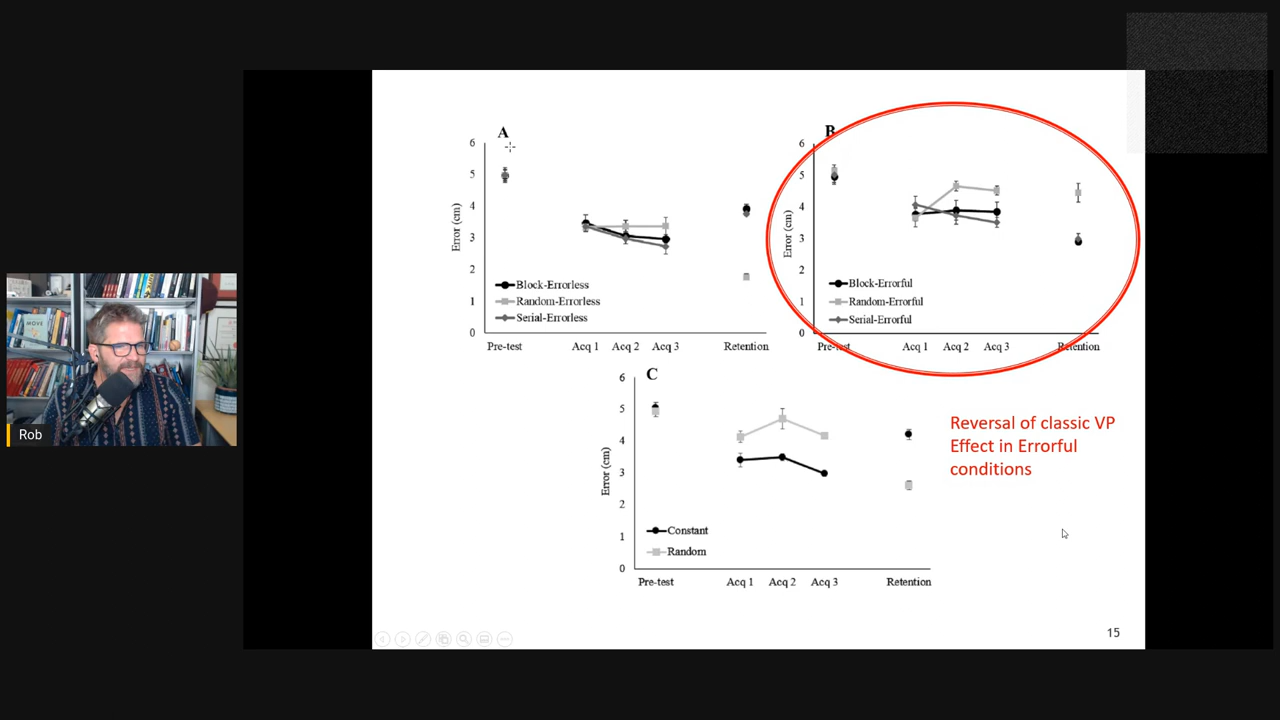 A
6
5
4
3
2
1
0
Error (cm)
Block-Errorless
Random-Errorless
Serial-Errorless
Pre-test
Acq 1
Acq 2
Acq 3
Retention
B
6
5
4
3
2
1
0
Error (cm)
Block-Errorful
Random-Errorful
Serial-Errorful
Pre-test
Acq 1
Acq 2
Acq 3
Retention
C
6
5
4
3
2
1
0
Error (cm)
Constant
Random
Pre-test
Acq 1
Acq 2
Acq 3
Retention
Reversal of classic VP
Effect in Errorful
conditions
15
MOVE
Rob